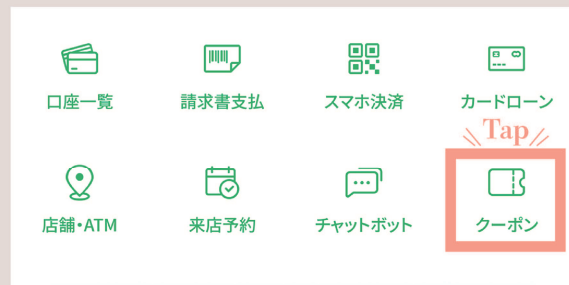 口座一覧
請求書支払
スマホ決済
カードローン
Tap
店舗・ATM
来店予約
チャットボット
クーポン